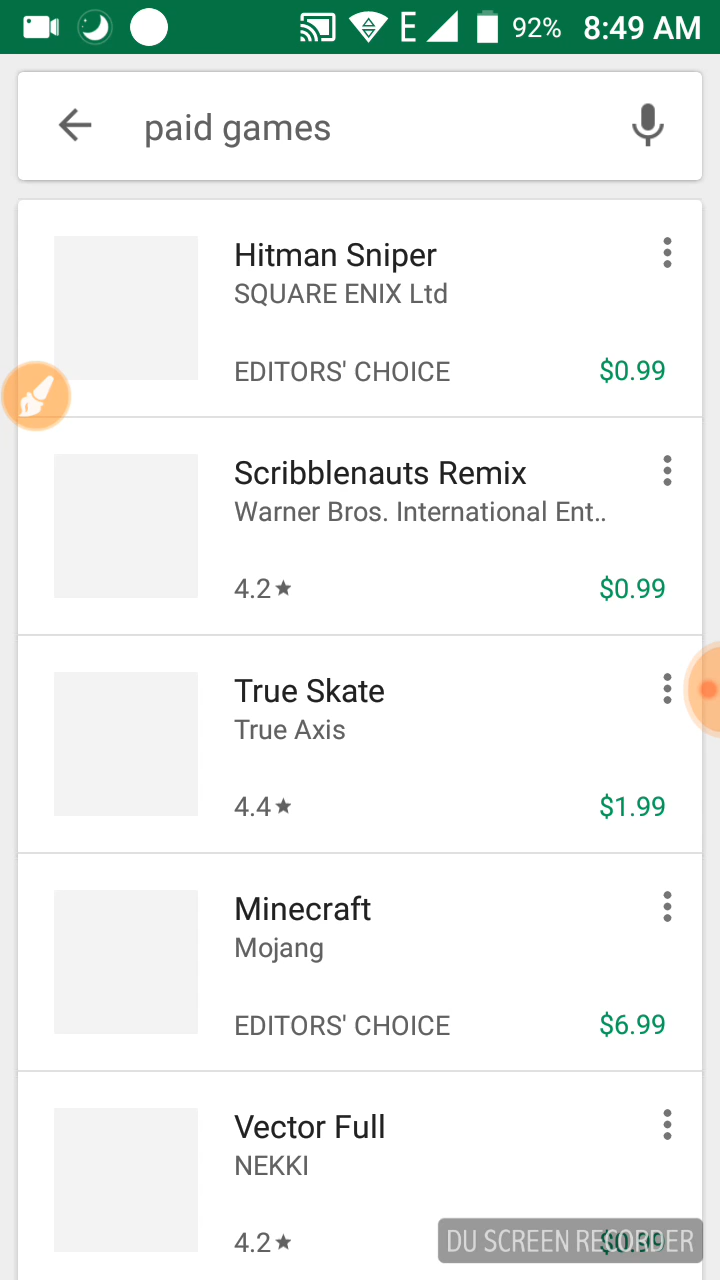 E 92% 8:49 AM
paid games
Hitman Sniper
SQUARE ENIX Ltd
EDITORS' CHOICE $0.99
Scribblenauts Remix
Warner Bros. International Ent..
4.2★ $0.99
True Skate
True Axis
4.4★ $1.99
Minecraft
Mojang
EDITORS' CHOICE $6.99
Vector Full
NEKKI
4.2★ $0.99
DU SCREEN RECORDER